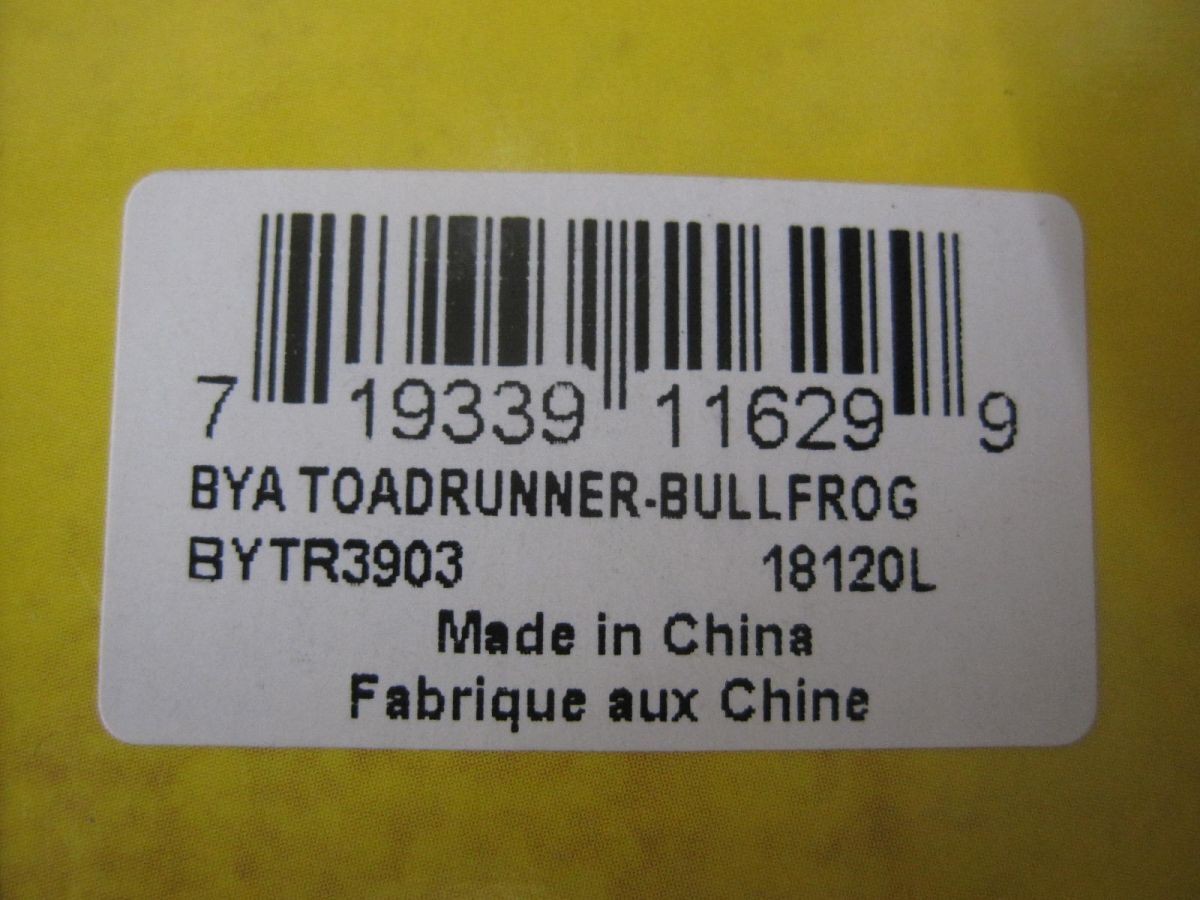 7 19339 11629 9
BYA TOADRUNNER-BULLFROG
BYTR3903 18120L
Made in China
Fabrique aux Chine